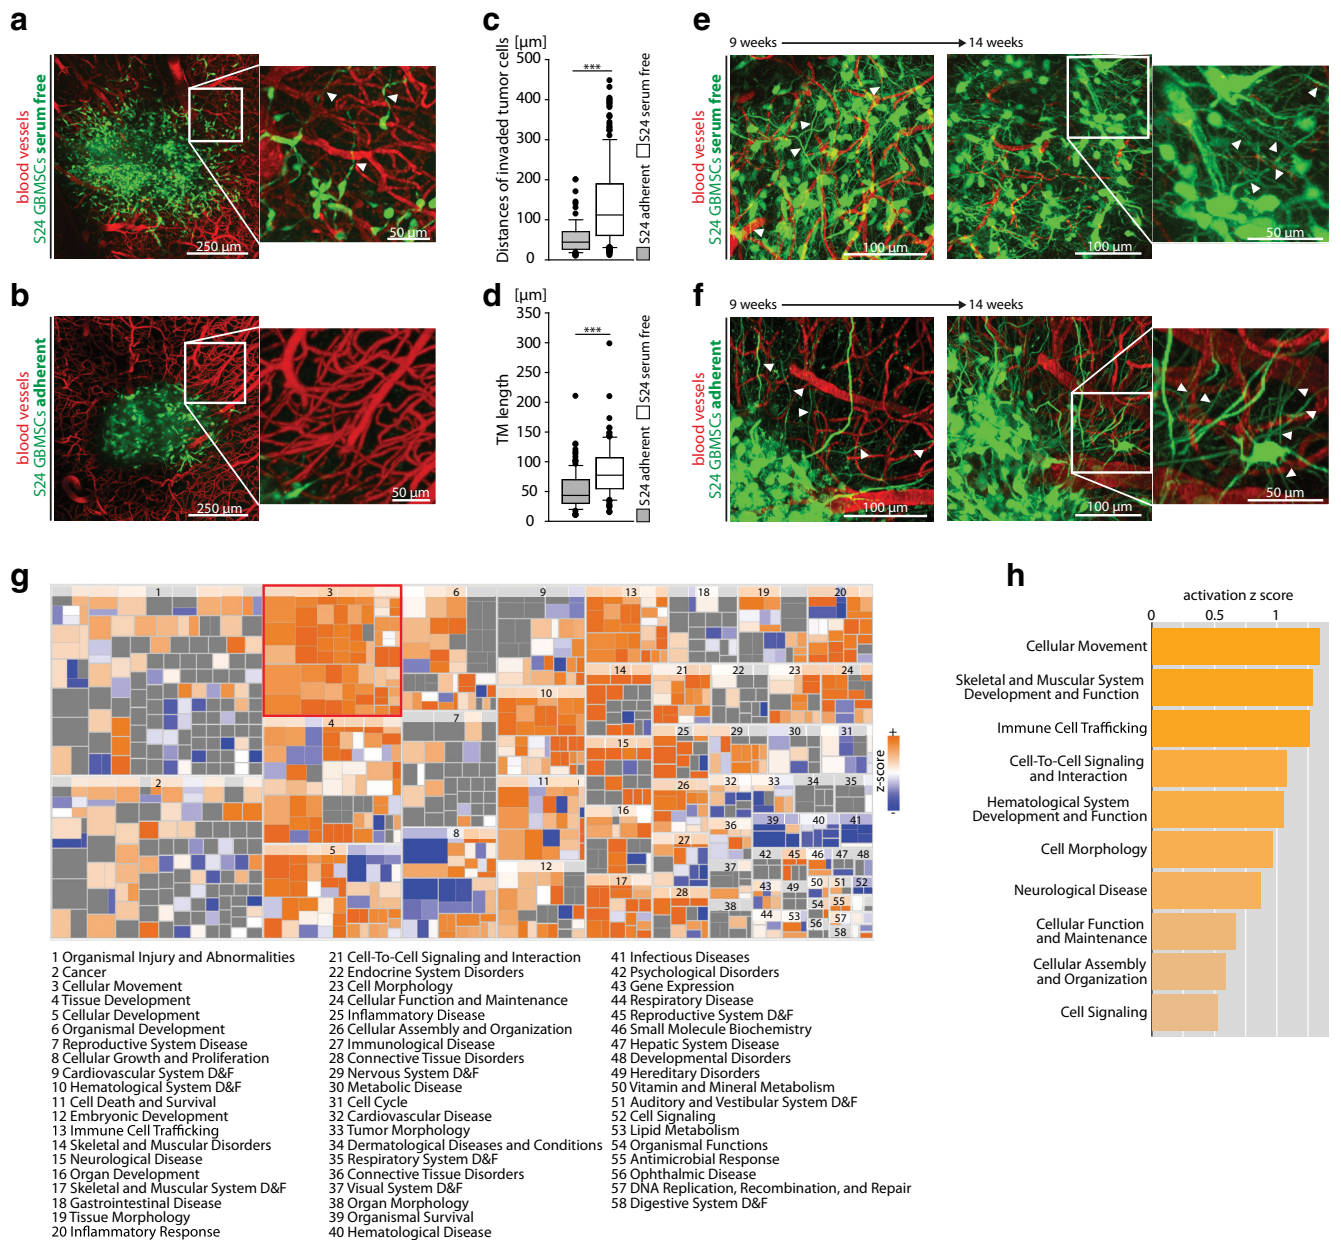 a
blood vessels
S24 GBMSCs serum free
250 µm
50 µm
b
blood vessels
S24 GBMSCs adherent
250 µm
50 µm
c
[µm]
Distances of invaded tumor cells
500
400
300
200
100
0
***
S24 adherent
S24 serum free
d
[µm]
TM length
350
300
250
200
150
100
50
0
***
S24 adherent
S24 serum free
e
9 weeks
14 weeks
blood vessels
S24 GBMSCs serum free
100 µm
100 µm
50 µm
f
9 weeks
14 weeks
blood vessels
S24 GBMSCs adherent
100 µm
100 µm
50 µm
g
1
2
3
4
5
6
7
8
9
10
11
12
13
14
15
16
17
18
19
20
21
22
23
24
25
26
27
28
29
30
31
32
33
34
35
36
37
38
39
40
41
42
43
44
45
46
47
48
49
50
51
52
53
54
55
56
57
58
+
z-score
-
1 Organismal Injury and Abnormalities
2 Cancer
3 Cellular Movement
4 Tissue Development
5 Cellular Development
6 Organismal Development
7 Reproductive System Disease
8 Cellular Growth and Proliferation
9 Cardiovascular System D&F
10 Hematological System D&F
11 Cell Death and Survival
12 Embryonic Development
13 Immune Cell Trafficking
14 Skeletal and Muscular Disorders
15 Neurological Disease
16 Organ Development
17 Skeletal and Muscular System D&F
18 Gastrointestinal Disease
19 Tissue Morphology
20 Inflammatory Response
21 Cell-To-Cell Signaling and Interaction
22 Endocrine System Disorders
23 Cell Morphology
24 Cellular Function and Maintenance
25 Inflammatory Disease
26 Cellular Assembly and Organization
27 Immunological Disease
28 Connective Tissue Disorders
29 Nervous System D&F
30 Metabolic Disease
31 Cell Cycle
32 Cardiovascular Disease
33 Tumor Morphology
34 Dermatological Diseases and Conditions
35 Respiratory System D&F
36 Connective Tissue Disorders
37 Visual System D&F
38 Organ Morphology
39 Organismal Survival
40 Hematological Disease
41 Infectious Diseases
42 Psychological Disorders
43 Gene Expression
44 Respiratory Disease
45 Reproductive System D&F
46 Small Molecule Biochemistry
47 Hepatic System Disease
48 Developmental Disorders
49 Hereditary Disorders
50 Vitamin and Mineral Metabolism
51 Auditory and Vestibular System D&F
52 Cell Signaling
53 Lipid Metabolism
54 Organismal Functions
55 Antimicrobial Response
56 Ophthalmic Disease
57 DNA Replication, Recombination, and Repair
58 Digestive System D&F
h
activation z score
0 0.5 1
Cellular Movement
Skeletal and Muscular System
Development and Function
Immune Cell Trafficking
Cell-To-Cell Signaling
and Interaction
Hematological System
Development and Function
Cell Morphology
Neurological Disease
Cellular Function
and Maintenance
Cellular Assembly
and Organization
Cell Signaling